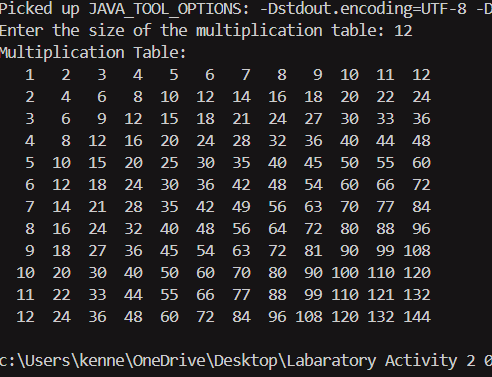 Picked up JAVA_TOOL_OPTIONS: -Dstdout.encoding=UTF-8 -D
Enter the size of the multiplication table: 12
Multiplication Table:
   1   2   3   4   5   6   7   8   9  10  11  12
   2   4   6   8  10  12  14  16  18  20  22  24
   3   6   9  12  15  18  21  24  27  30  33  36
   4   8  12  16  20  24  28  32  36  40  44  48
   5  10  15  20  25  30  35  40  45  50  55  60
   6  12  18  24  30  36  42  48  54  60  66  72
   7  14  21  28  35  42  49  56  63  70  77  84
   8  16  24  32  40  48  56  64  72  80  88  96
   9  18  27  36  45  54  63  72  81  90  99 108
  10  20  30  40  50  60  70  80  90 100 110 120
  11  22  33  44  55  66  77  88  99 110 121 132
  12  24  36  48  60  72  84  96 108 120 132 144
c:\Users\kenne\OneDrive\Desktop\Labaratory Activity 2 0